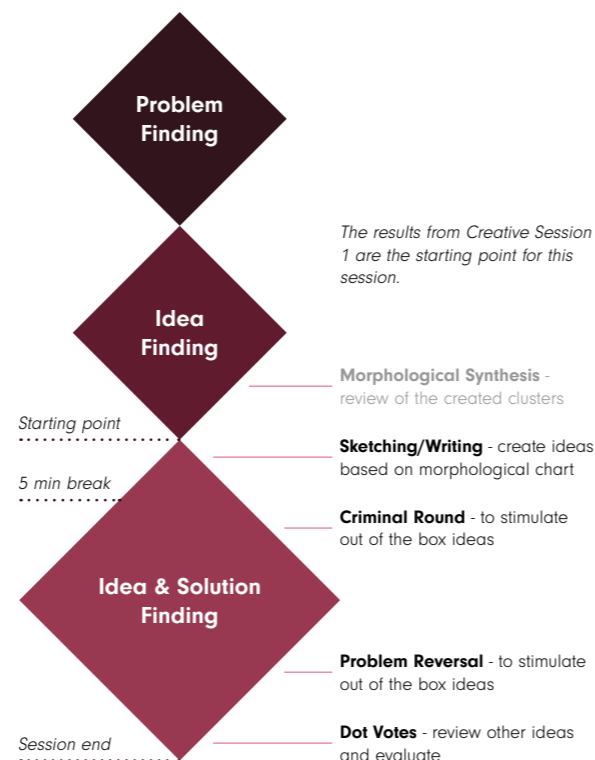 Problem
Finding
The results from Creative Session
1 are the starting point for this
session.
Idea
Finding
Morphological Synthesis -
review of the created clusters
Starting point
Sketching/Writing - create ideas
based on morphological chart
5 min break
Criminal Round - to stimulate
out of the box ideas
Idea & Solution
Finding
Problem Reversal - to stimulate
out of the box ideas
Dot Votes - review other ideas
and evaluate
Session end